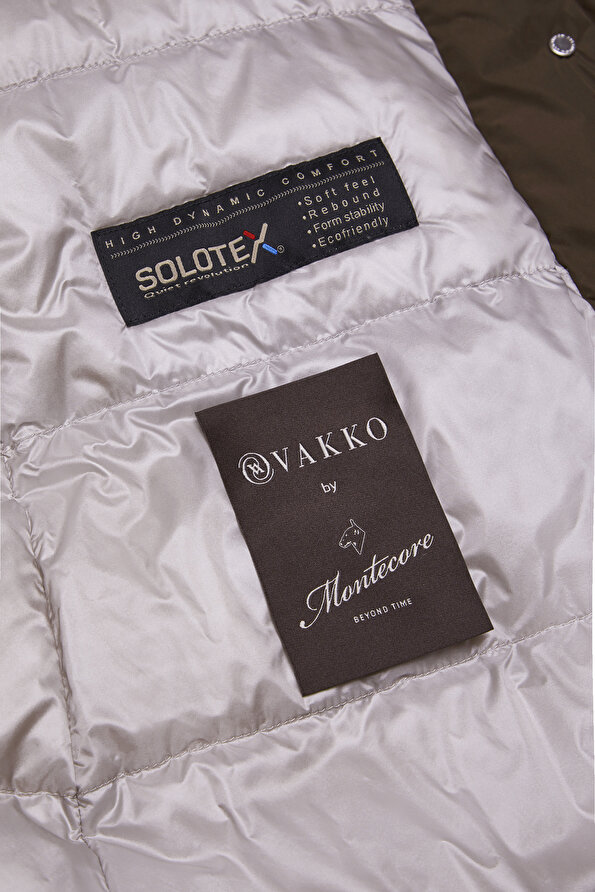 HIGH DYNAMIC COMFORT
SOLOTEX®
Quiet revolution
•Soft feel
•Rebound
•Form stability
•Ecofriendly
VAKKO
by
Montecore
BEYOND TIME